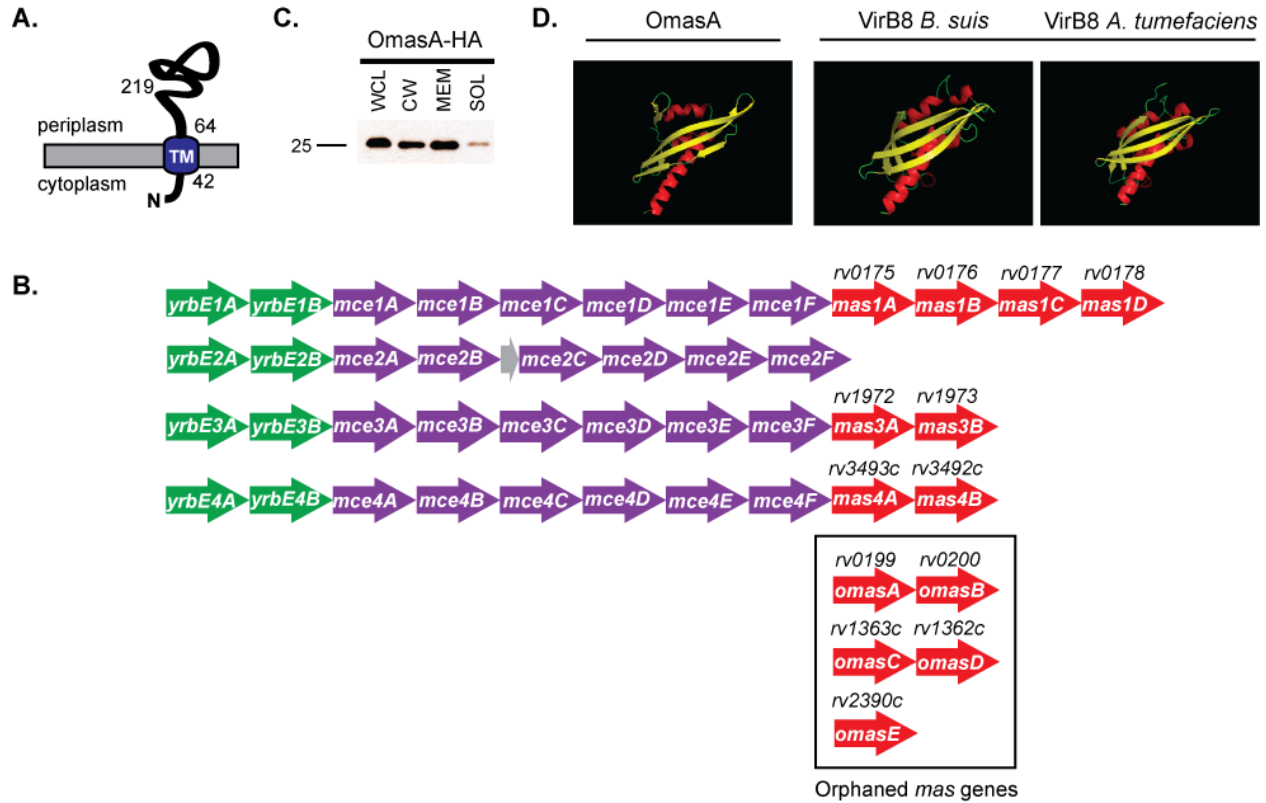 A.
219
periplasm
64
TM
cytoplasm
42
N
C.
OmasA-HA
WCL
CW
MEM
SOL
25
D.
OmasA
VirB8 B. suis
VirB8 A. tumefaciens
B.
rv0175 rv0176 rv0177 rv0178
yrbE1A yrbE1B mce1A mce1B mce1C mce1D mce1E mce1F mas1A mas1B mas1C mas1D
yrbE2A yrbE2B mce2A mce2B mce2C mce2D mce2E mce2F
rv1972 rv1973
yrbE3A yrbE3B mce3A mce3B mce3C mce3D mce3E mce3F mas3A mas3B
rv3493c rv3492c
yrbE4A yrbE4B mce4A mce4B mce4C mce4D mce4E mce4F mas4A mas4B
rv0199 rv0200
omasA omasB
rv1363c rv1362c
omasC omasD
rv2390c
omasE
Orphaned mas genes